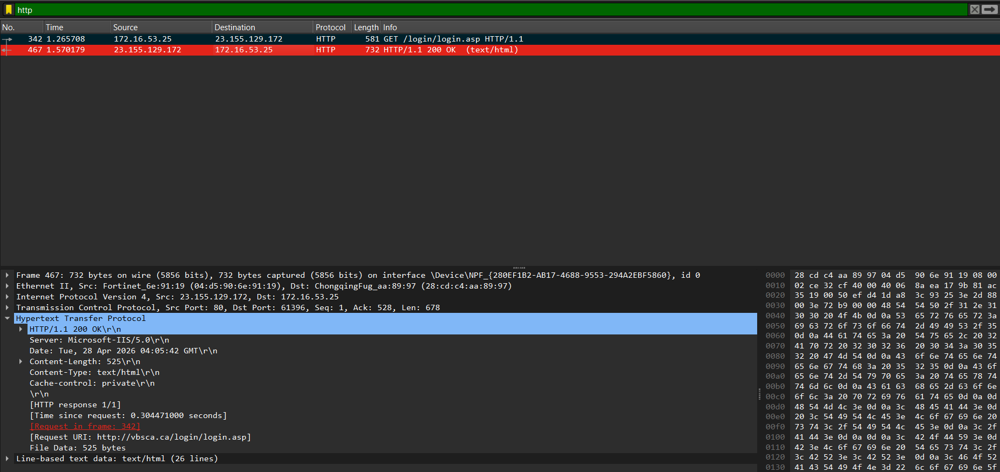 http
No. Time Source Destination Protocol Length Info
342 1.265708 172.16.53.25 23.155.129.172 HTTP 581 GET /login/login.asp HTTP/1.1
467 1.570179 23.155.129.172 172.16.53.25 HTTP 732 HTTP/1.1 200 OK  (text/html)
Frame 467: 732 bytes on wire (5856 bits), 732 bytes captured (5856 bits) on interface \Device\NPF_{280EF1B2-AB17-4688-9553-294A2EBF5860}, id 0
Ethernet II, Src: Fortinet_6e:91:19 (04:d5:90:6e:91:19), Dst: ChongqingFug_aa:89:97 (28:cd:c4:aa:89:97)
Internet Protocol Version 4, Src: 23.155.129.172, Dst: 172.16.53.25
Transmission Control Protocol, Src Port: 80, Dst Port: 61396, Seq: 1, Ack: 528, Len: 678
Hypertext Transfer Protocol
HTTP/1.1 200 OK\r\n
Server: Microsoft-IIS/5.0\r\n
Date: Tue, 28 Apr 2026 04:05:42 GMT\r\n
Content-Length: 525\r\n
Content-Type: text/html\r\n
Cache-control: private\r\n
\r\n
[HTTP response 1/1]
[Time since request: 0.304471000 seconds]
[Request in frame: 342]
[Request URI: http://vbsca.ca/login/login.asp]
File Data: 525 bytes
Line-based text data: text/html (26 lines)
0000 28 cd c4 aa 89 97 04 d5 90 6e 91 19 08 00
0010 02 ce 32 cf 40 00 40 06 8a ea 17 9b 81 ac
0020 35 19 00 50 ef d4 1d a8 3c 93 25 3e 2d 88
0030 00 3e 72 b9 00 00 48 54 54 50 2f 31 2e 31
0040 30 30 20 4f 4b 0d 0a 53 65 72 76 65 72 3a
0050 69 63 72 6f 73 6f 66 74 2d 49 49 53 2f 35
0060 0d 0a 44 61 74 65 3a 20 54 75 65 2c 20 32
0070 41 70 72 20 32 30 32 36 20 30 34 3a 30 35
0080 32 20 47 4d 54 0d 0a 43 6f 6e 74 65 6e 74
0090 65 6e 67 74 68 3a 20 35 32 35 0d 0a 43 6f
00a0 65 6e 74 2d 54 79 70 65 3a 20 74 65 78 74
00b0 74 6d 6c 0d 0a 43 61 63 68 65 2d 63 6f 6e
00c0 6f 6c 3a 20 70 72 69 76 61 74 65 0d 0a 0d
00d0 48 54 4d 4c 3e 0d 0a 3c 48 45 41 44 3e 0d
00e0 20 3c 54 49 54 4c 45 3e 4c 6f 67 69 6e 20
00f0 73 74 3c 2f 54 49 54 4c 45 3e 0d 0a 3c 2f
0100 41 44 3e 0d 0a 0d 0a 3c 42 4f 44 59 3e 0d
0110 42 3e 4c 6f 67 69 6e 20 54 65 73 74 3c 2f
0120 3c 42 52 3e 3c 42 52 3e 0d 0a 3c 46 4f 52
0130 41 43 54 49 4f 4e 3d 22 6c 6f 67 69 6e 5f